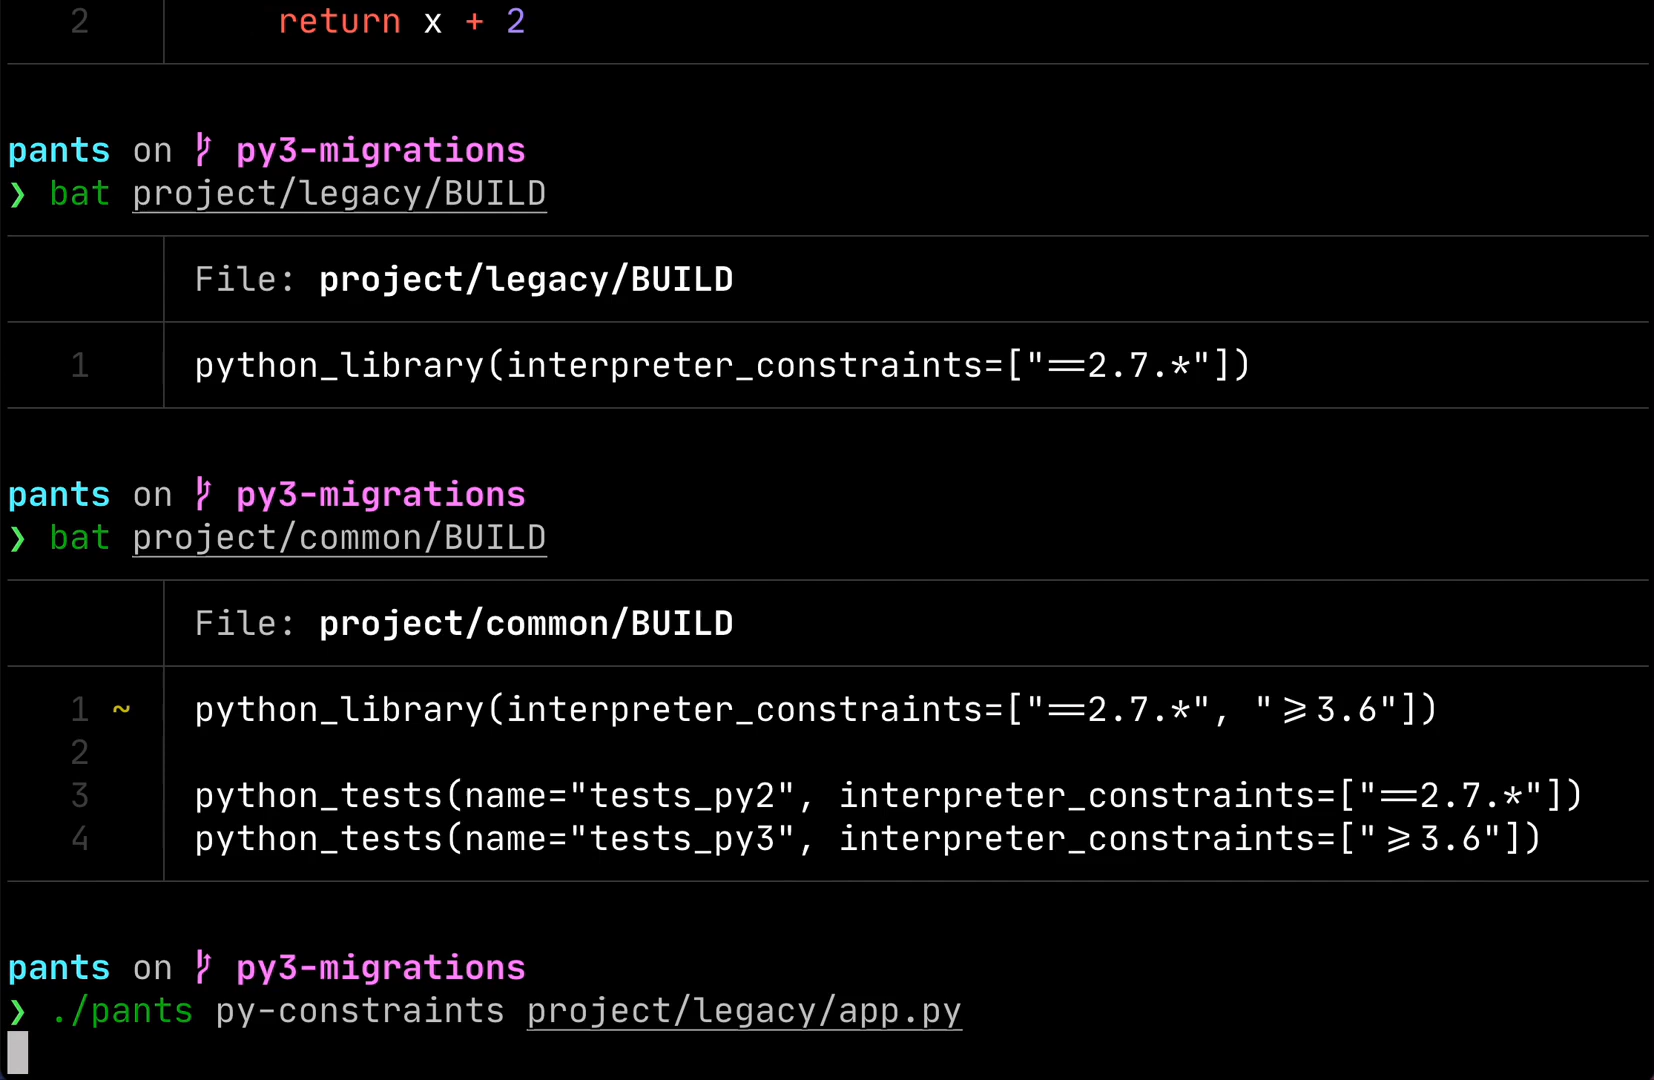 2 return x + 2
pants on py3-migrations
❯ bat project/legacy/BUILD
File: project/legacy/BUILD
1 python_library(interpreter_constraints=["==2.7.*"])
pants on py3-migrations
❯ bat project/common/BUILD
File: project/common/BUILD
1 ~ python_library(interpreter_constraints=["==2.7.*", ">=3.6"])
2
3 python_tests(name="tests_py2", interpreter_constraints=["==2.7.*"])
4 python_tests(name="tests_py3", interpreter_constraints=[">=3.6"])
pants on py3-migrations
❯ ./pants py-constraints project/legacy/app.py